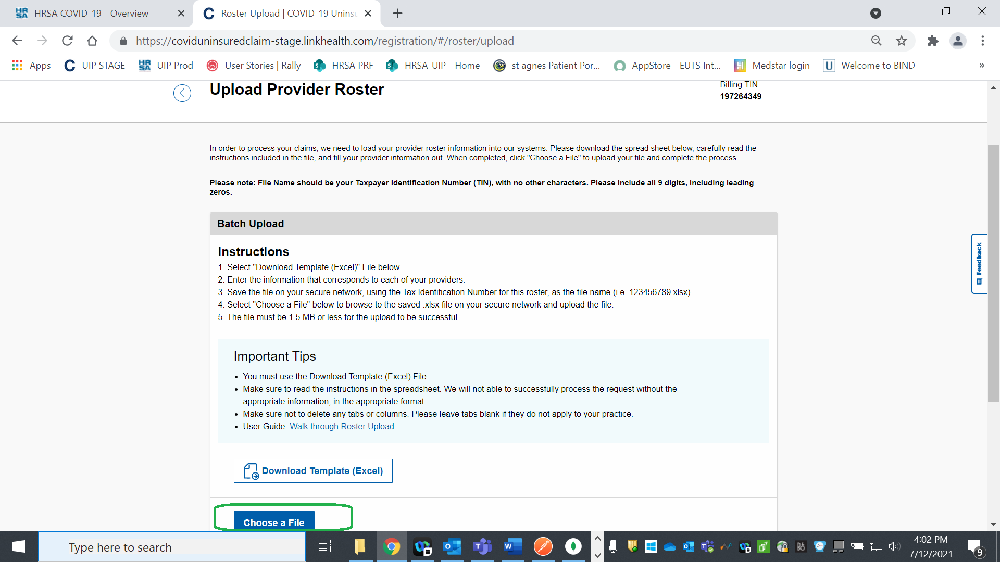 HRSA COVID-19 - Overview
Roster Upload | COVID-19 Uninsu
https://coviduninsuredclaim-stage.linkhealth.com/registration/#/roster/upload
Apps
UIP STAGE
HR SA
UIP Prod
User Stories | Rally
HRSA PRF
HRSA-UIP - Home
st agnes Patient Por...
AppStore - EUTS Int...
Medstar login
Welcome to BIND
»
Upload Provider Roster
Billing TIN
197264349
In order to process your claims, we need to load your provider roster information into our systems. Please download the spread sheet below, carefully read the
instructions included in the file, and fill your provider information out. When completed, click "Choose a File" to upload your file and complete the process.
Please note: File Name should be your Taxpayer Identification Number (TIN), with no other characters. Please include all 9 digits, including leading
zeros.
Batch Upload
Instructions
1. Select "Download Template (Excel)" File below.
2. Enter the information that corresponds to each of your providers.
3. Save the file on your secure network, using the Tax Identification Number for this roster, as the file name (i.e. 123456789.xlsx).
4. Select "Choose a File" below to browse to the saved .xlsx file on your secure network and upload the file.
5. The file must be 1.5 MB or less for the upload to be successful.
Feedback
Important Tips
• You must use the Download Template (Excel) File.
• Make sure to read the instructions in the spreadsheet. We will not able to successfully process the request without the
appropriate information, in the appropriate format.
• Make sure not to delete any tabs or columns. Please leave tabs blank if they do not apply to your practice.
• User Guide: Walk through Roster Upload
Download Template (Excel)
Choose a File
Type here to search
4:02 PM
7/12/2021
9